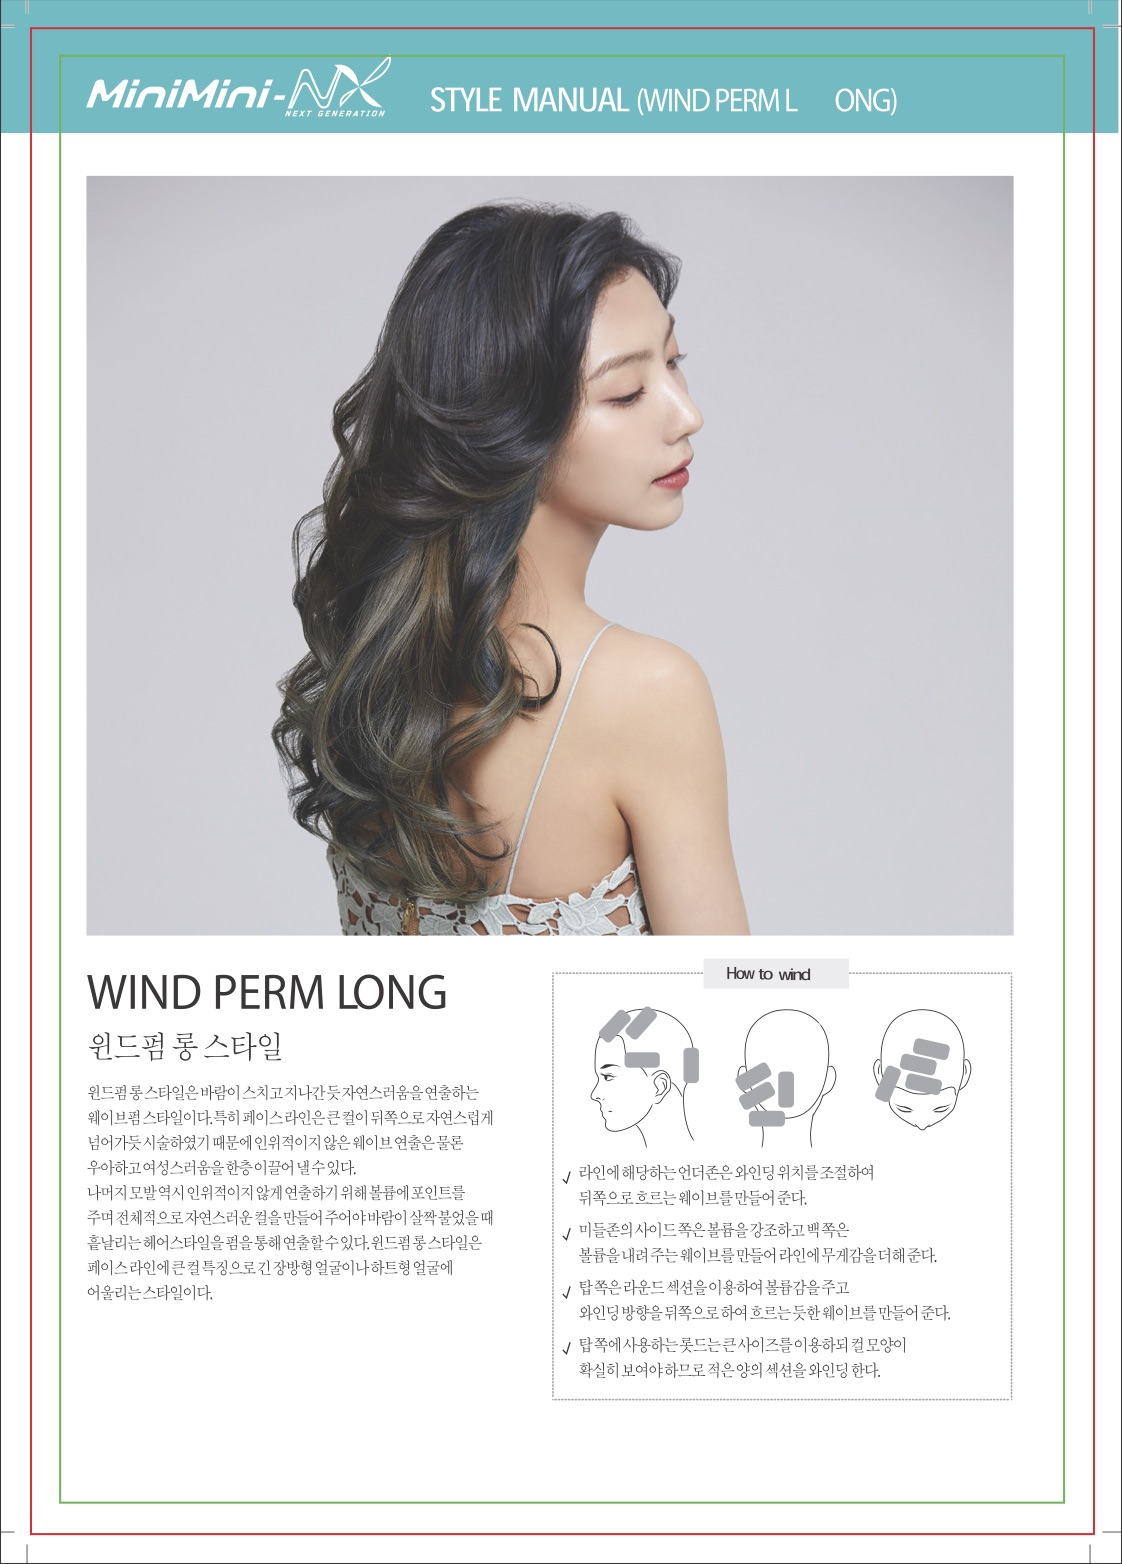 MiniMini-NX
NEXT GENERATION
STYLE MANUAL (WIND PERM L ONG)
WIND PERM LONG
윈드펌 롱 스타일
윈드펌 롱 스타일은 바람이 스치고 지나간 듯 자연스러움을 연출하는
웨이브펌 스타일이다. 특히 페이스 라인은 큰 컬이 뒤쪽으로 자연스럽게
넘어가듯 시술하였기 때문에 인위적이지 않은 웨이브 연출은 물론
우아하고 여성스러움을 한층 이끌어 낼 수 있다.
나머지 모발 역시 인위적이지 않게 연출하기 위해 볼륨에 포인트를
주며 전체적으로 자연스러운 컬을 만들어 주어야 바람이 살짝 불었을 때
흩날리는 헤어스타일을 펌을 통해 연출할 수 있다. 윈드펌 롱 스타일은
페이스 라인에 큰 컬 특징으로 긴 장방형 얼굴이나 하트형 얼굴에
어울리는 스타일이다.
How to wind
✓ 라인에 해당하는 언더존은 와인딩 위치를 조절하여
뒤쪽으로 흐르는 웨이브를 만들어 준다.
✓ 미들존의 사이드 쪽은 볼륨을 강조하고 백 쪽은
볼륨을 내려 주는 웨이브를 만들어 라인에 무게감을 더해 준다.
✓ 탑 쪽은 라운드 섹션을 이용하여 볼륨감을 주고
와인딩 방향을 뒤쪽으로 하여 흐르는 듯한 웨이브를 만들어 준다.
✓ 탑 쪽에 사용하는 롯드는 큰 사이즈를 이용하되 컬 모양이
확실히 보여야 하므로 적은 양의 섹션을 와인딩 한다.